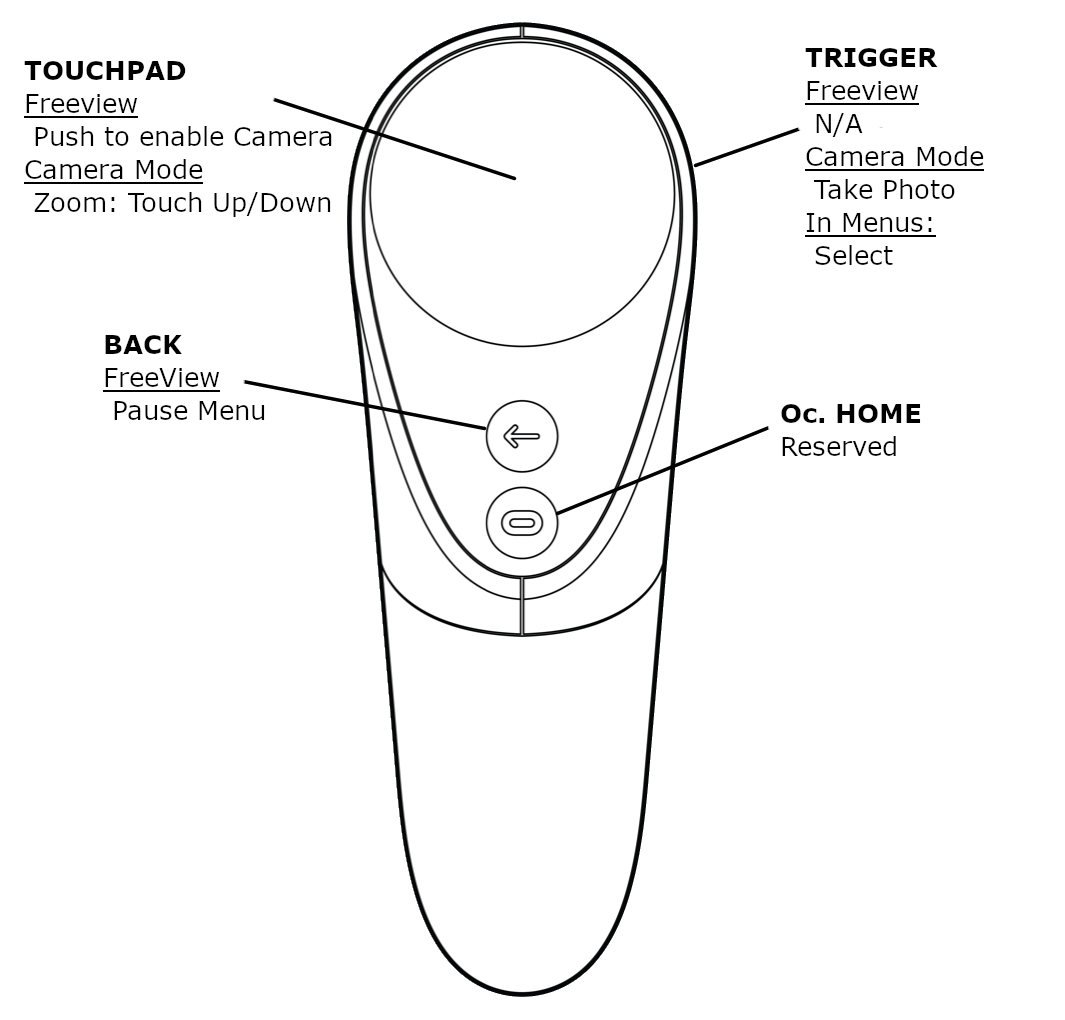 TOUCHPAD
Freeview
Push to enable Camera
Camera Mode
Zoom: Touch Up/Down
TRIGGER
Freeview
N/A
Camera Mode
Take Photo
In Menus:
Select
BACK
FreeView
Pause Menu
Oc. HOME
Reserved